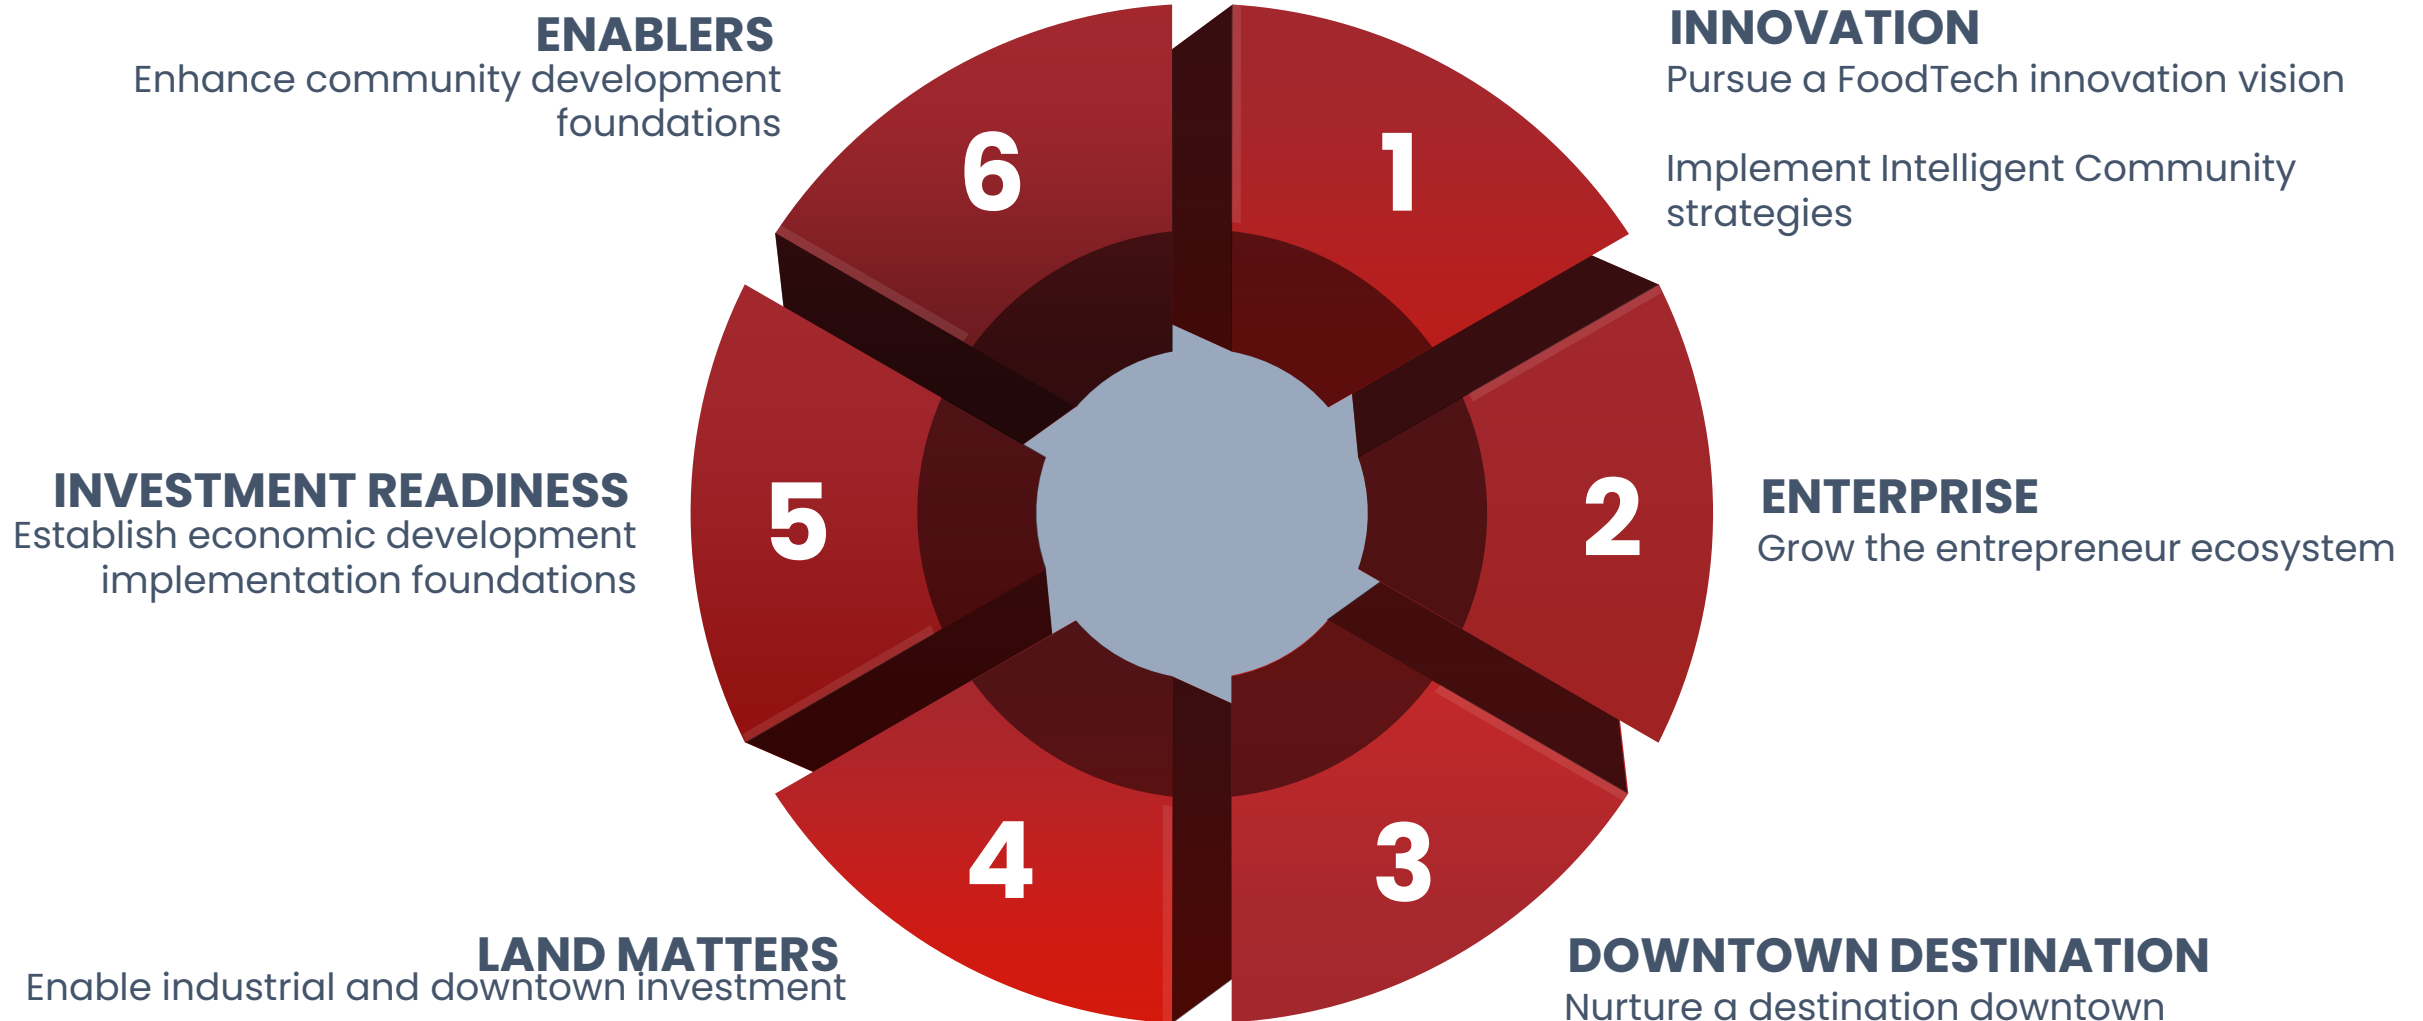 1
INNOVATION
Pursue a FoodTech innovation vision
Implement Intelligent Community
strategies
2
ENTERPRISE
Grow the entrepreneur ecosystem
3
DOWNTOWN DESTINATION
Nurture a destination downtown
4
LAND MATTERS
Enable industrial and downtown investment
5
INVESTMENT READINESS
Establish economic development
implementation foundations
6
ENABLERS
Enhance community development
foundations